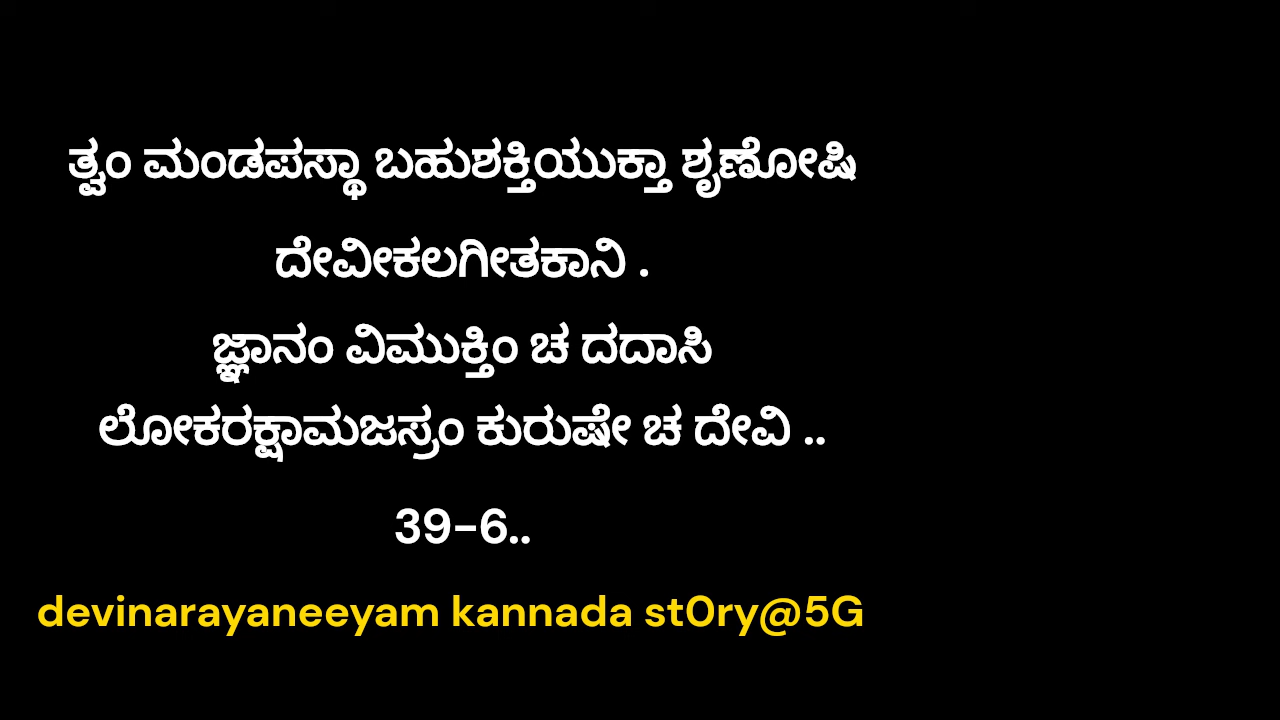 ತ್ವಂ ಮಂಡಪಸ್ಥಾ ಬಹುಶಕ್ತಿಯುಕ್ತಾ ಶೃಣೋಷಿ
ದೇವೀಕಲಗೀತಕಾನಿ .
ಜ್ಞಾನಂ ವಿಮುಕ್ತಿಂ ಚ ದದಾಸಿ
ಲೋಕರಕ್ಷಾಮಜಸ್ರಂ ಕುರುಷೇ ಚ ದೇವಿ ..
39-6..
devinarayaneeyam kannada st0ry@5G